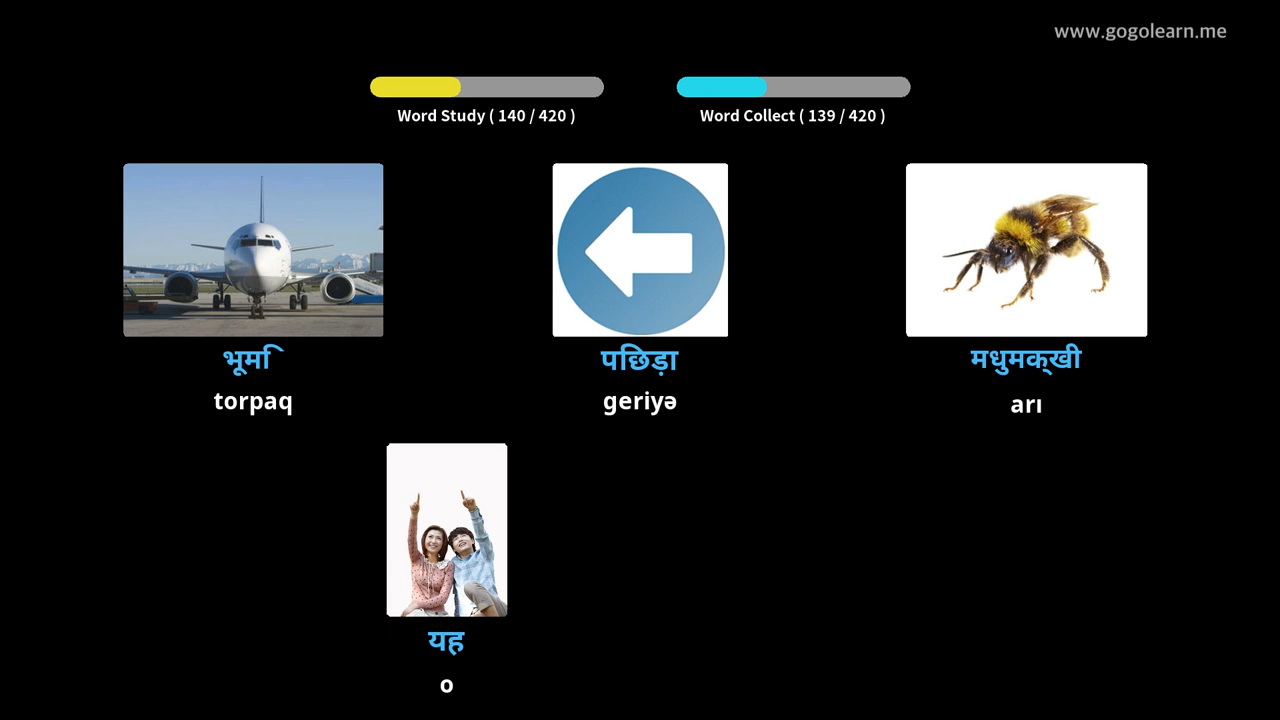 www.gogolearn.me
Word Study ( 140 / 420 )
Word Collect ( 139 / 420 )
भूमि
पछिड़ा
मधुमक्खी
torpaq
geriyə
arı
यह
o